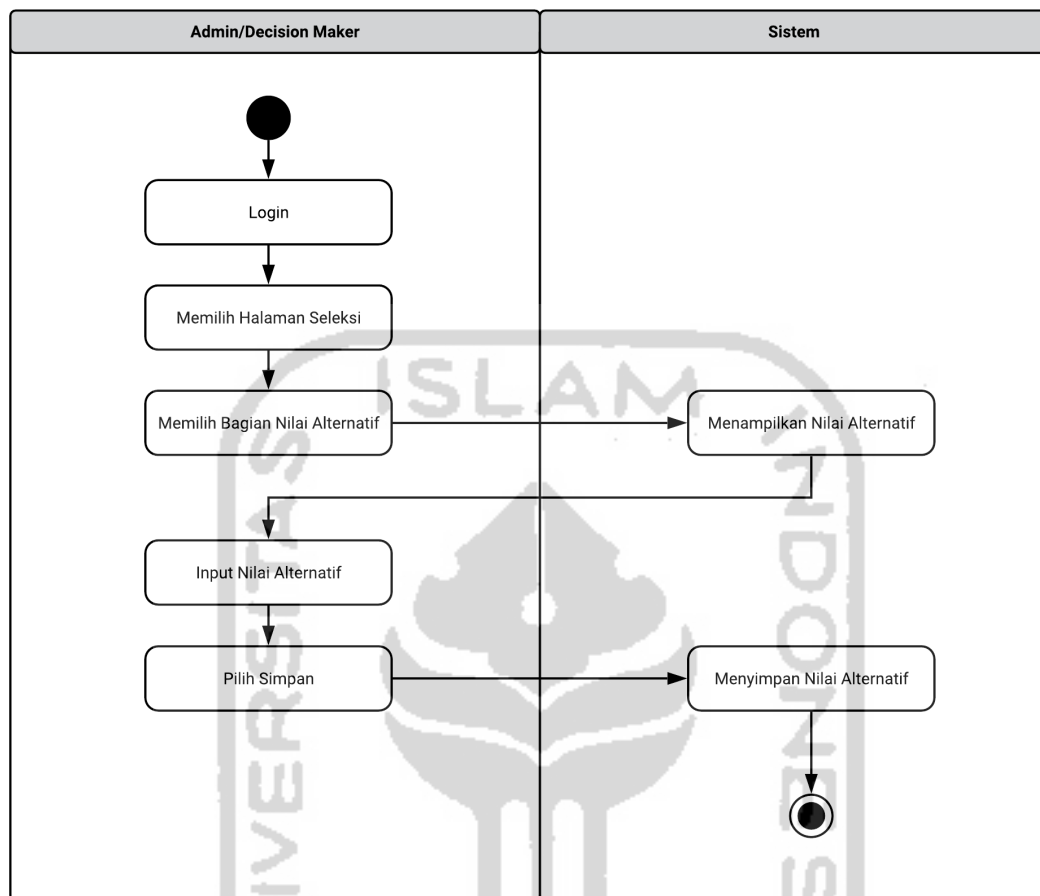 Admin/Decision Maker
Sistem
Login
Memilih Halaman Seleksi
Memilih Bagian Nilai Alternatif
Menampilkan Nilai Alternatif
Input Nilai Alternatif
Pilih Simpan
Menyimpan Nilai Alternatif
ISLAM